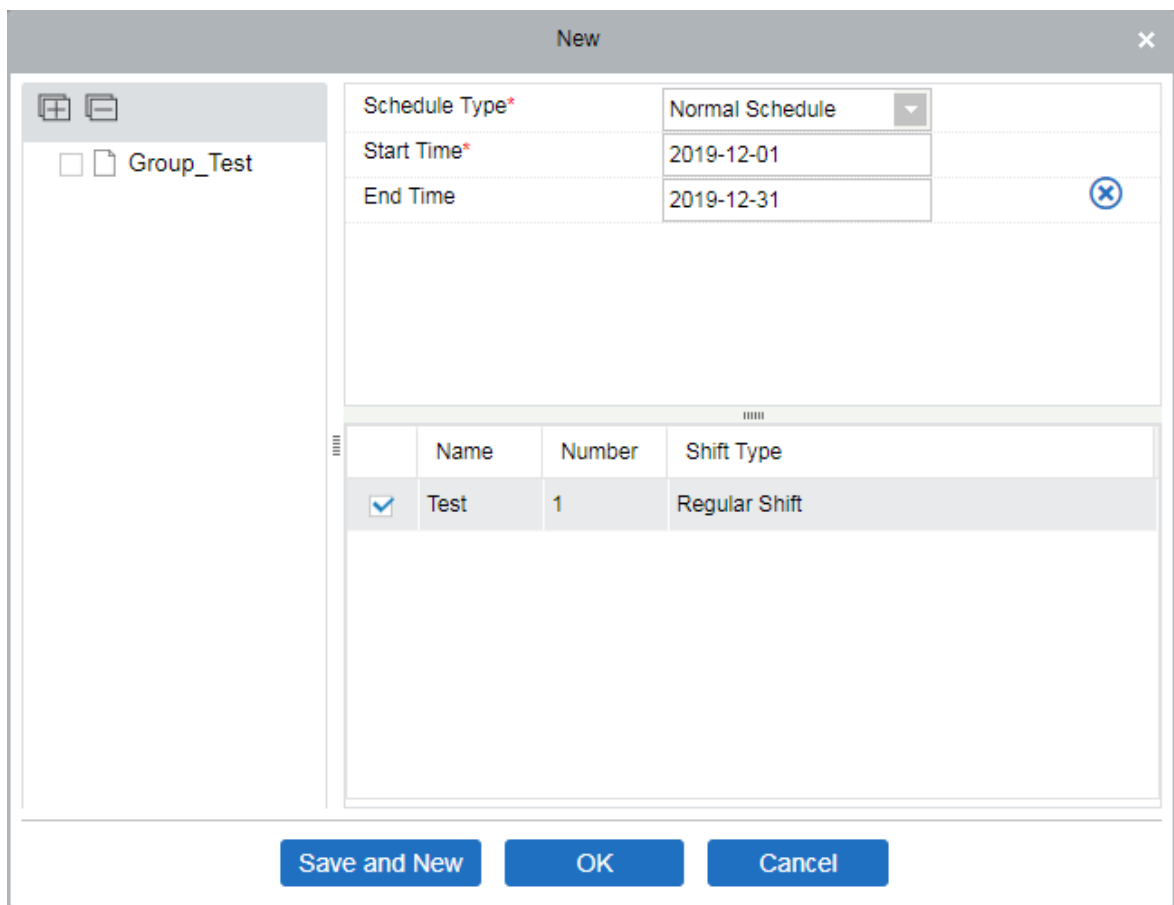 New
Group_Test
Schedule Type* Normal Schedule
Start Time* 2019-12-01
End Time 2019-12-31
Name Number Shift Type
Test 1 Regular Shift
Save and New OK Cancel